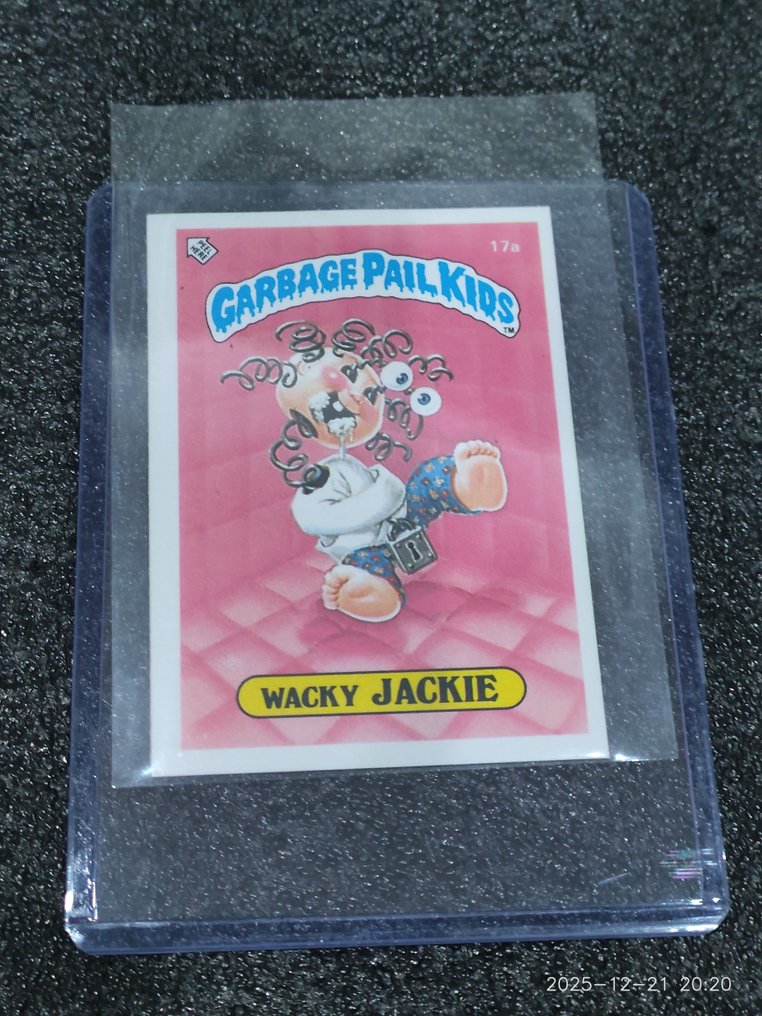 PEEL
HERE
17a
GARBAGE PAIL KIDS
TM
WACKY JACKIE
2025-12-21 20:20